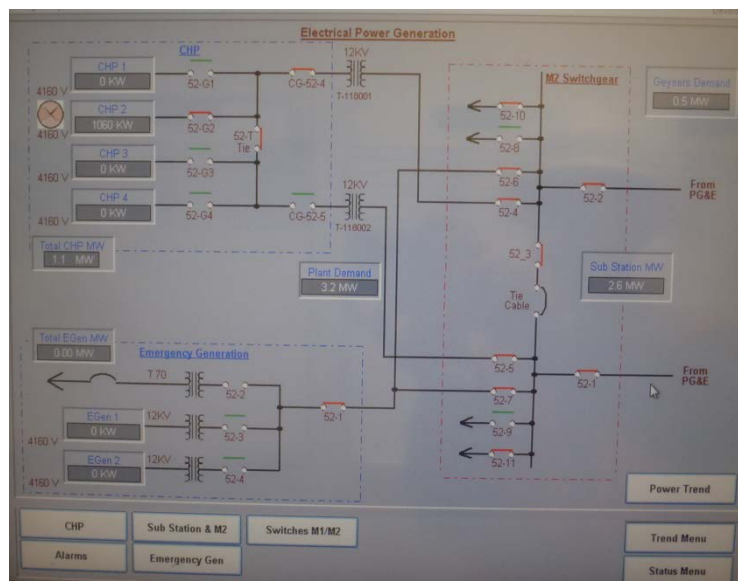 Electrical Power Generation
CHP
12KV
M2 Switchgear
Geysers Demand
0.5 MW
CHP 1
0 KW
4160 V
52-G1
CG-52-4
T-118001
CHP 2
1060 KW
4160 V
52-G2
52-T
Tie
52-10
52-8
CHP 3
0 KW
4160 V
52-G3
52-6
From
PG&E
52-2
CHP 4
0 KW
4160 V
52-G4
CG-52-5
12KV
T-118002
52-4
Total CHP MW
1.1 MW
52_3
Plant Demand
3.2 MW
Sub Station MW
2.6 MW
Tie
Cable
Total EGen MW
0.00 MW
Emergency Generation
T 70
52-2
52-5
From
PG&E
52-1
EGen 1
0 KW
12KV
4160 V
52-3
52-1
52-7
52-9
EGen 2
0 KW
12KV
4160 V
52-4
52-11
Power Trend
CHP
Sub Station & M2
Switches M1/M2
Trend Menu
Alarms
Emergency Gen
Status Menu